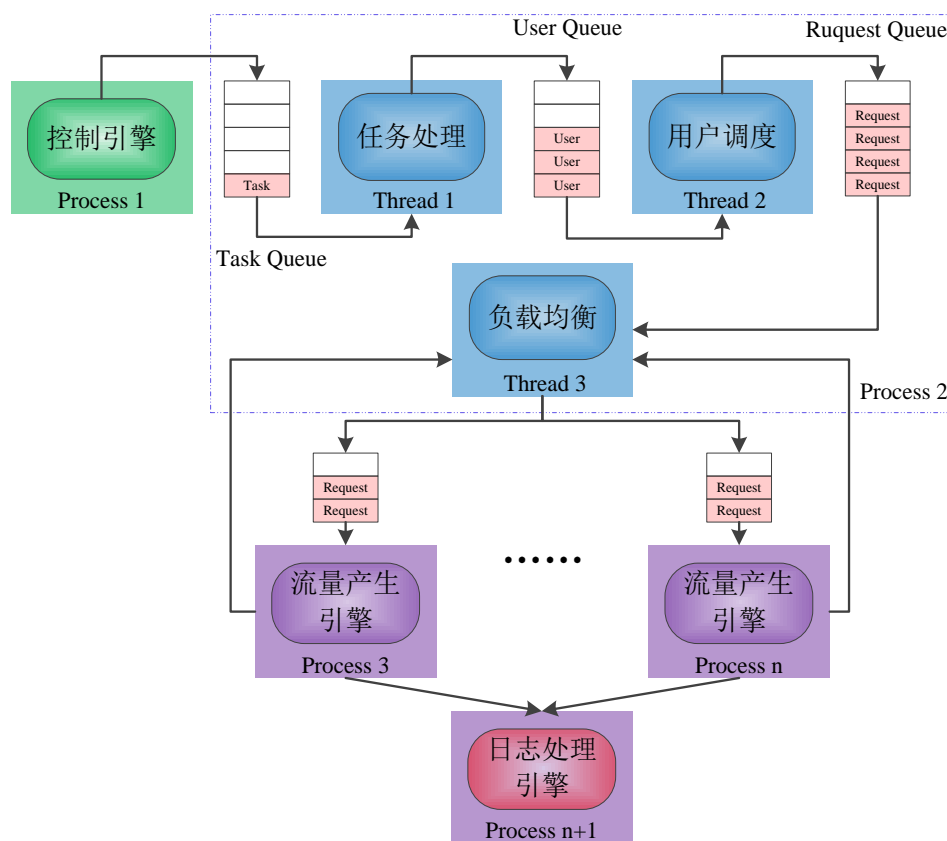 User Queue
Ruquest Queue
控制引擎
Process 1
Task
任务处理
Thread 1
User
User
User
用户调度
Thread 2
Request
Request
Request
Request
Task Queue
负载均衡
Thread 3
Process 2
Request
Request
Request
Request
流量产生
引擎
Process 3
……
流量产生
引擎
Process n
日志处理
引擎
Process n+1